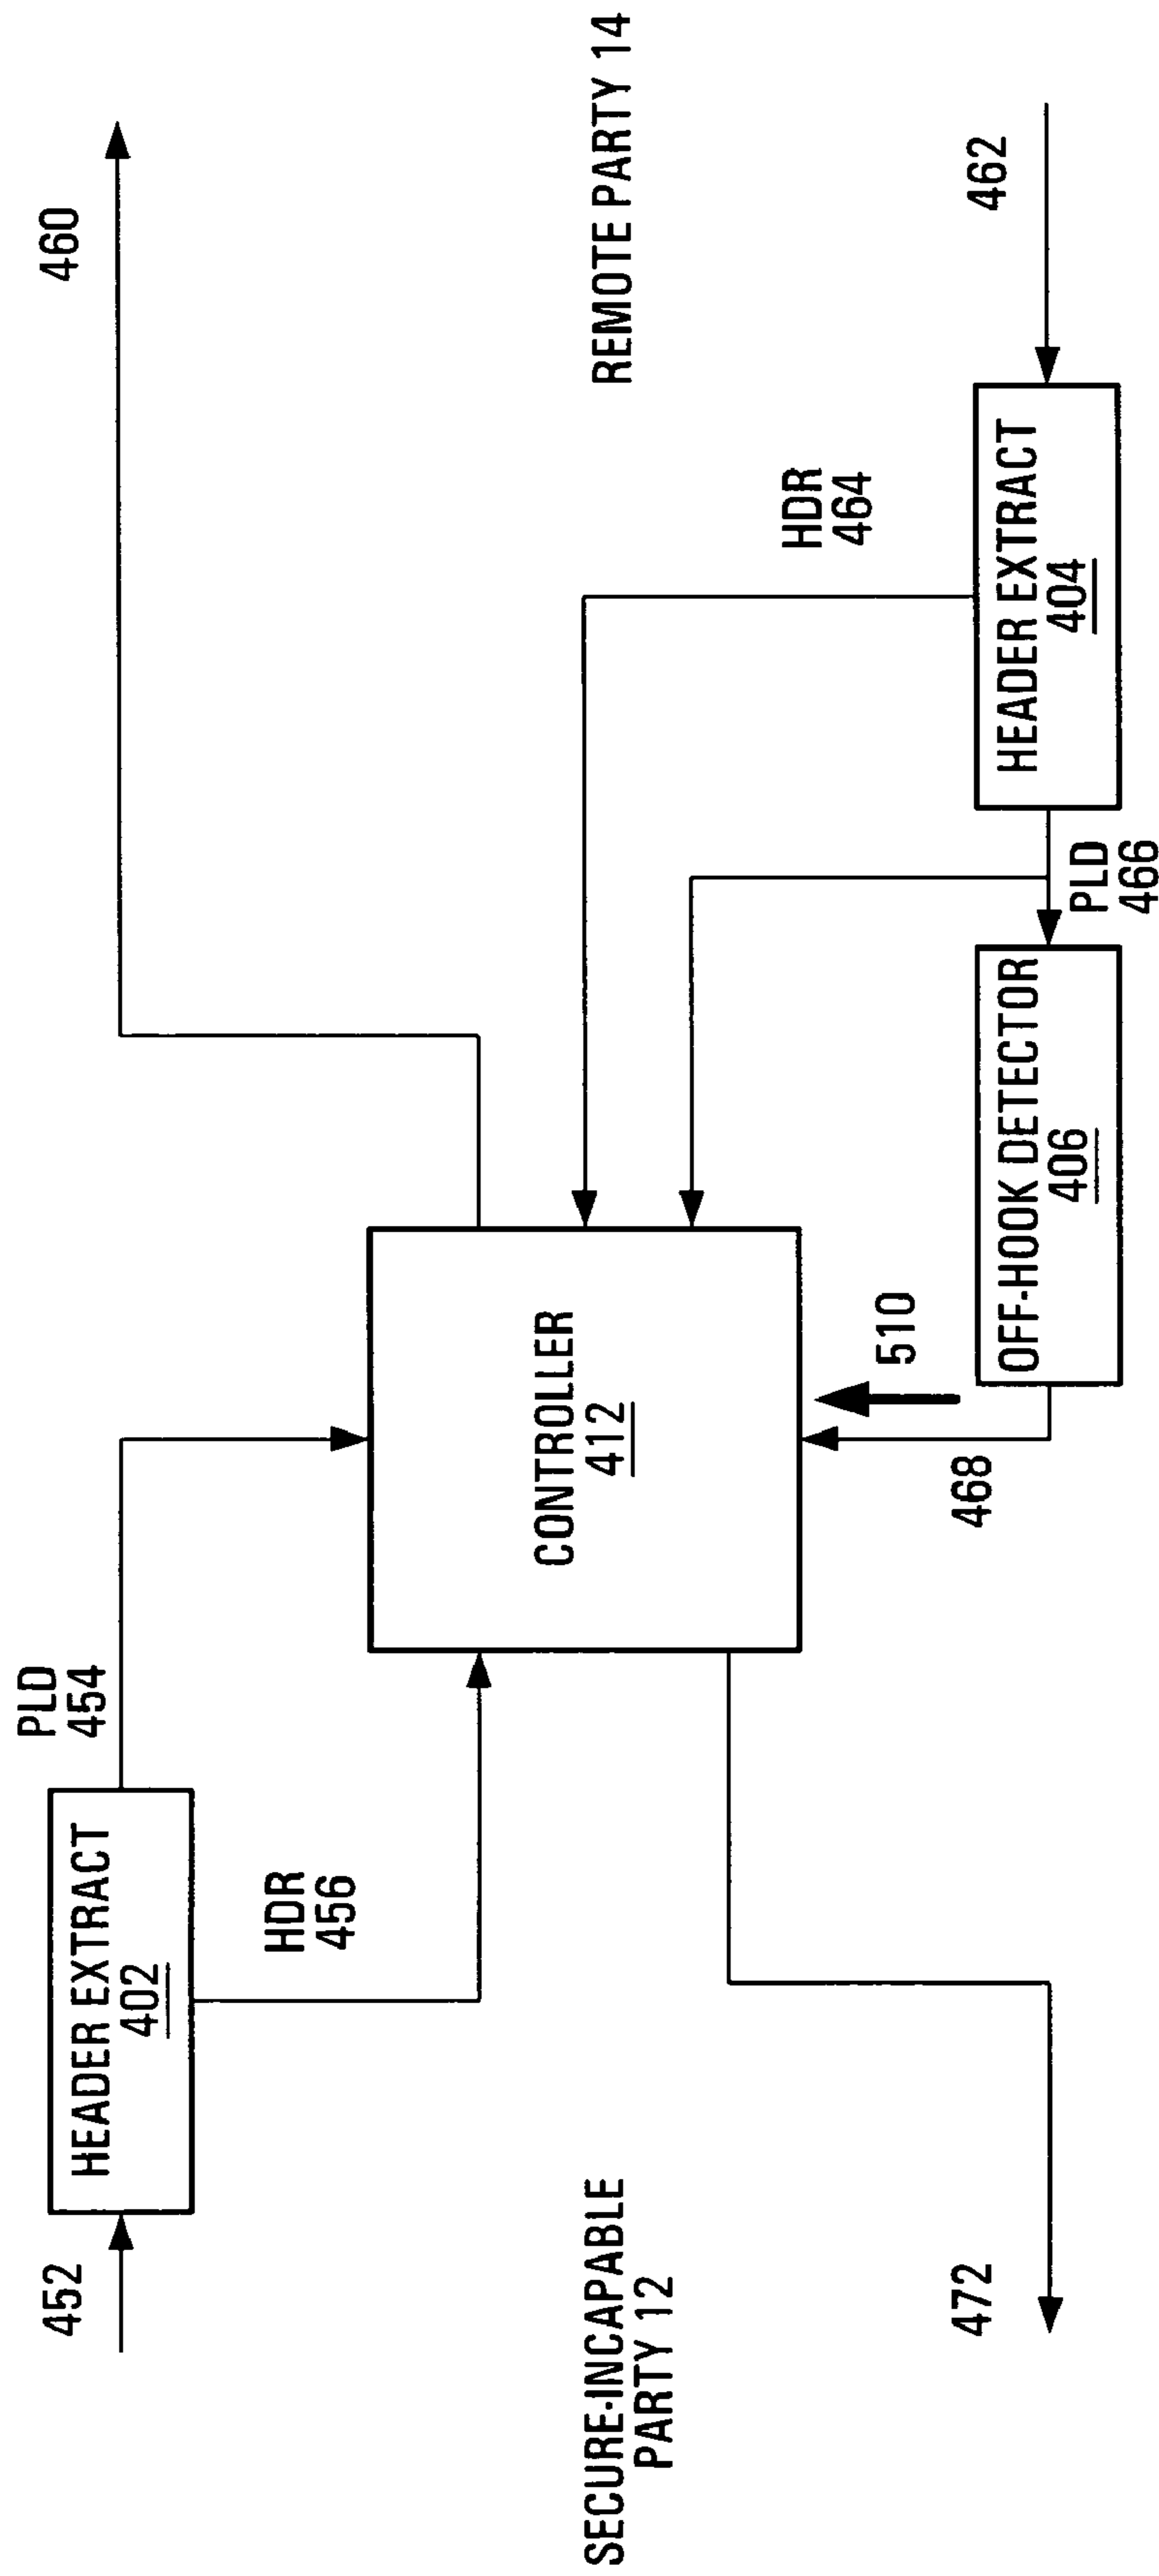 452
HEADER EXTRACT
402
PLD
454
HDR
456
460
SECURE-INCAPABLE
PARTY 12
CONTROLLER
412
REMOTE PARTY 14
HDR
464
510
468
472
OFF-HOOK DETECTOR
406
PLD
466
HEADER EXTRACT
404
462